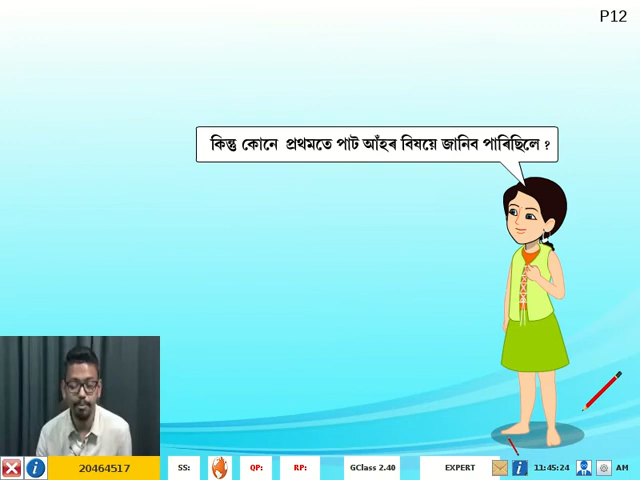 P12
কিন্তু কোনে প্ৰথমতে পাট আঁহৰ বিষয়ে জানিব পাৰিছিলে ?
20464517 SS: QP: RP: GClass 2.40 EXPERT 11:45:24 AM